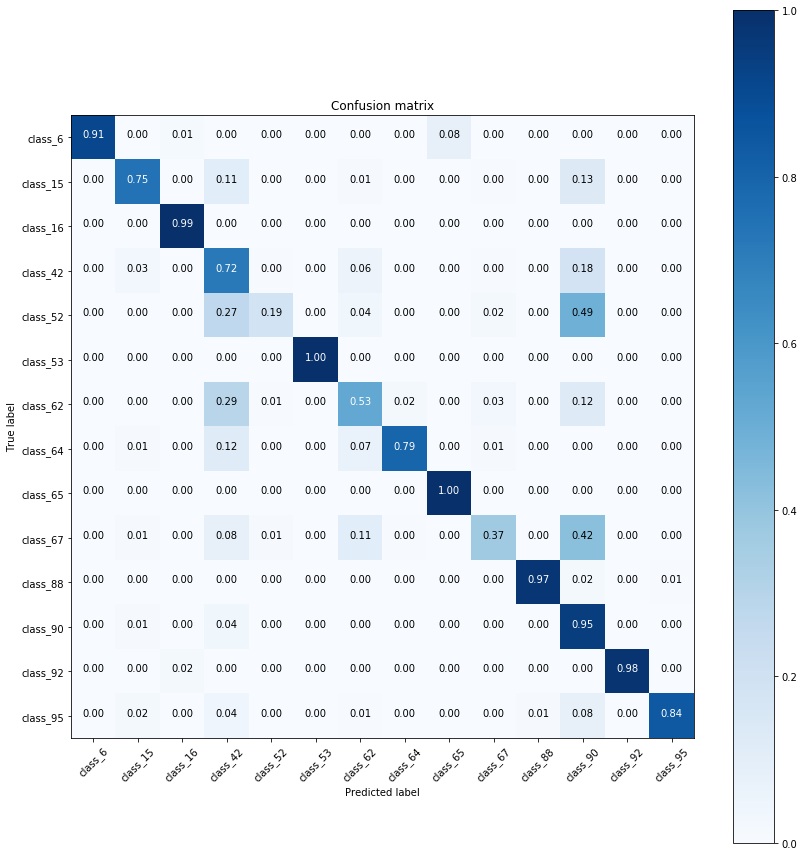 Confusion matrix
class_6 0.91 0.00 0.01 0.00 0.00 0.00 0.00 0.00 0.08 0.00 0.00 0.00 0.00 0.00
class_15 0.00 0.75 0.00 0.11 0.00 0.00 0.01 0.00 0.00 0.00 0.00 0.13 0.00 0.00
class_16 0.00 0.00 0.99 0.00 0.00 0.00 0.00 0.00 0.00 0.00 0.00 0.00 0.00 0.00
class_42 0.00 0.03 0.00 0.72 0.00 0.00 0.06 0.00 0.00 0.00 0.00 0.18 0.00 0.00
class_52 0.00 0.00 0.00 0.27 0.19 0.00 0.04 0.00 0.00 0.02 0.00 0.49 0.00 0.00
class_53 0.00 0.00 0.00 0.00 0.00 1.00 0.00 0.00 0.00 0.00 0.00 0.00 0.00 0.00
class_62 0.00 0.00 0.00 0.29 0.01 0.00 0.53 0.02 0.00 0.03 0.00 0.12 0.00 0.00
class_64 0.00 0.01 0.00 0.12 0.00 0.00 0.07 0.79 0.00 0.01 0.00 0.00 0.00 0.00
class_65 0.00 0.00 0.00 0.00 0.00 0.00 0.00 0.00 1.00 0.00 0.00 0.00 0.00 0.00
class_67 0.00 0.01 0.00 0.08 0.01 0.00 0.11 0.00 0.00 0.37 0.00 0.42 0.00 0.00
class_88 0.00 0.00 0.00 0.00 0.00 0.00 0.00 0.00 0.00 0.00 0.97 0.02 0.00 0.01
class_90 0.00 0.01 0.00 0.04 0.00 0.00 0.00 0.00 0.00 0.00 0.00 0.95 0.00 0.00
class_92 0.00 0.00 0.02 0.00 0.00 0.00 0.00 0.00 0.00 0.00 0.00 0.00 0.98 0.00
class_95 0.00 0.02 0.00 0.04 0.00 0.00 0.01 0.00 0.00 0.00 0.01 0.08 0.00 0.84
True label
class_6 class_15 class_16 class_42 class_52 class_53 class_62 class_64 class_65 class_67 class_88 class_90 class_92 class_95
Predicted label
1.0
0.8
0.6
0.4
0.2
0.0